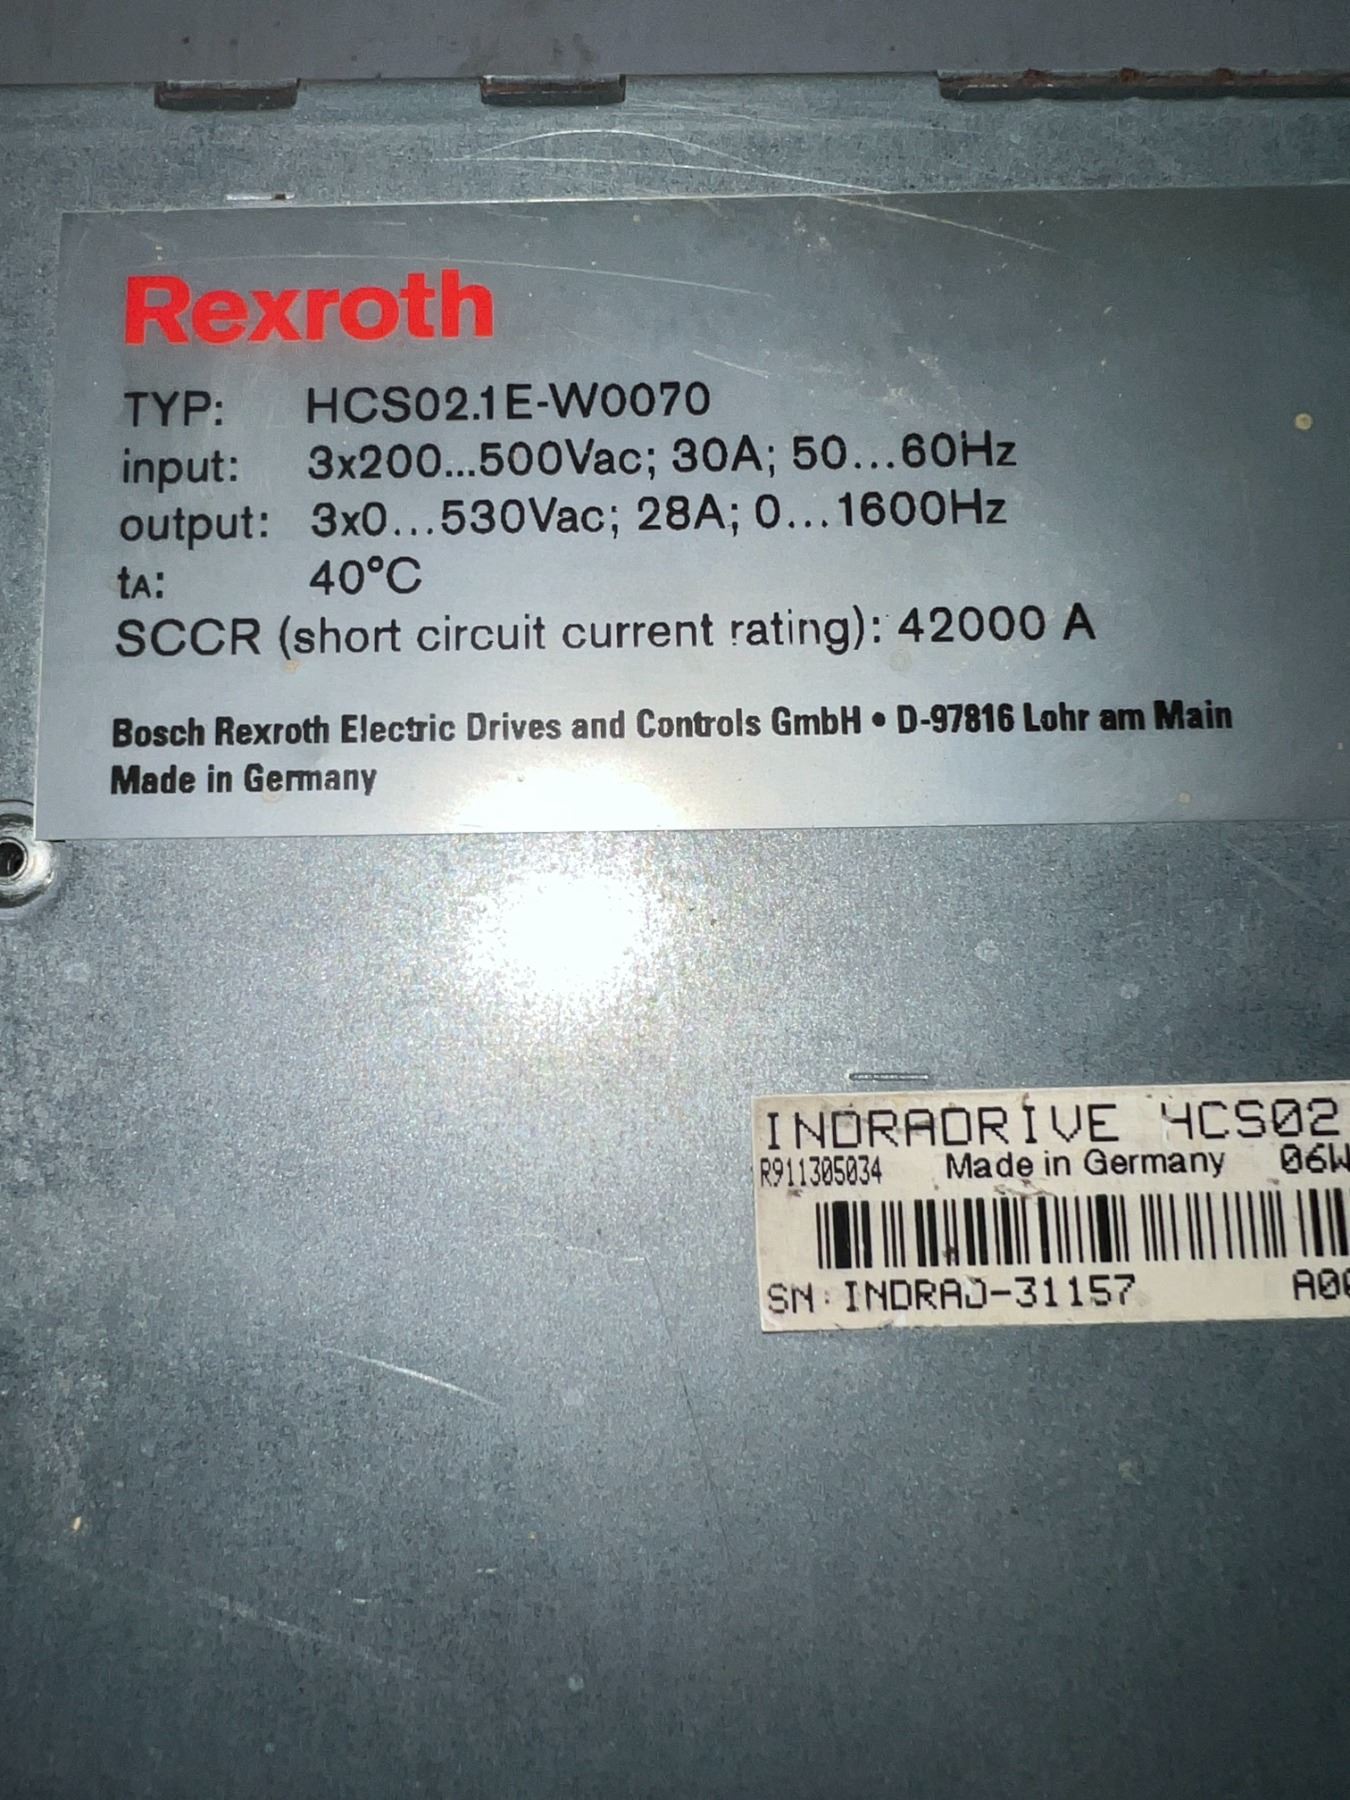 Rexroth
TYP: HCS02.1E-W0070
input: 3x200...500Vac; 30A; 50...60Hz
output: 3x0...530Vac; 28A; 0...1600Hz
tA: 40°C
SCCR (short circuit current rating): 42000 A
Bosch Rexroth Electric Drives and Controls GmbH • D-97816 Lohr am Main
Made in Germany
INDRADRIVE HCS02
R911305034 Made in Germany 06W
SN: INDRAJ-31157